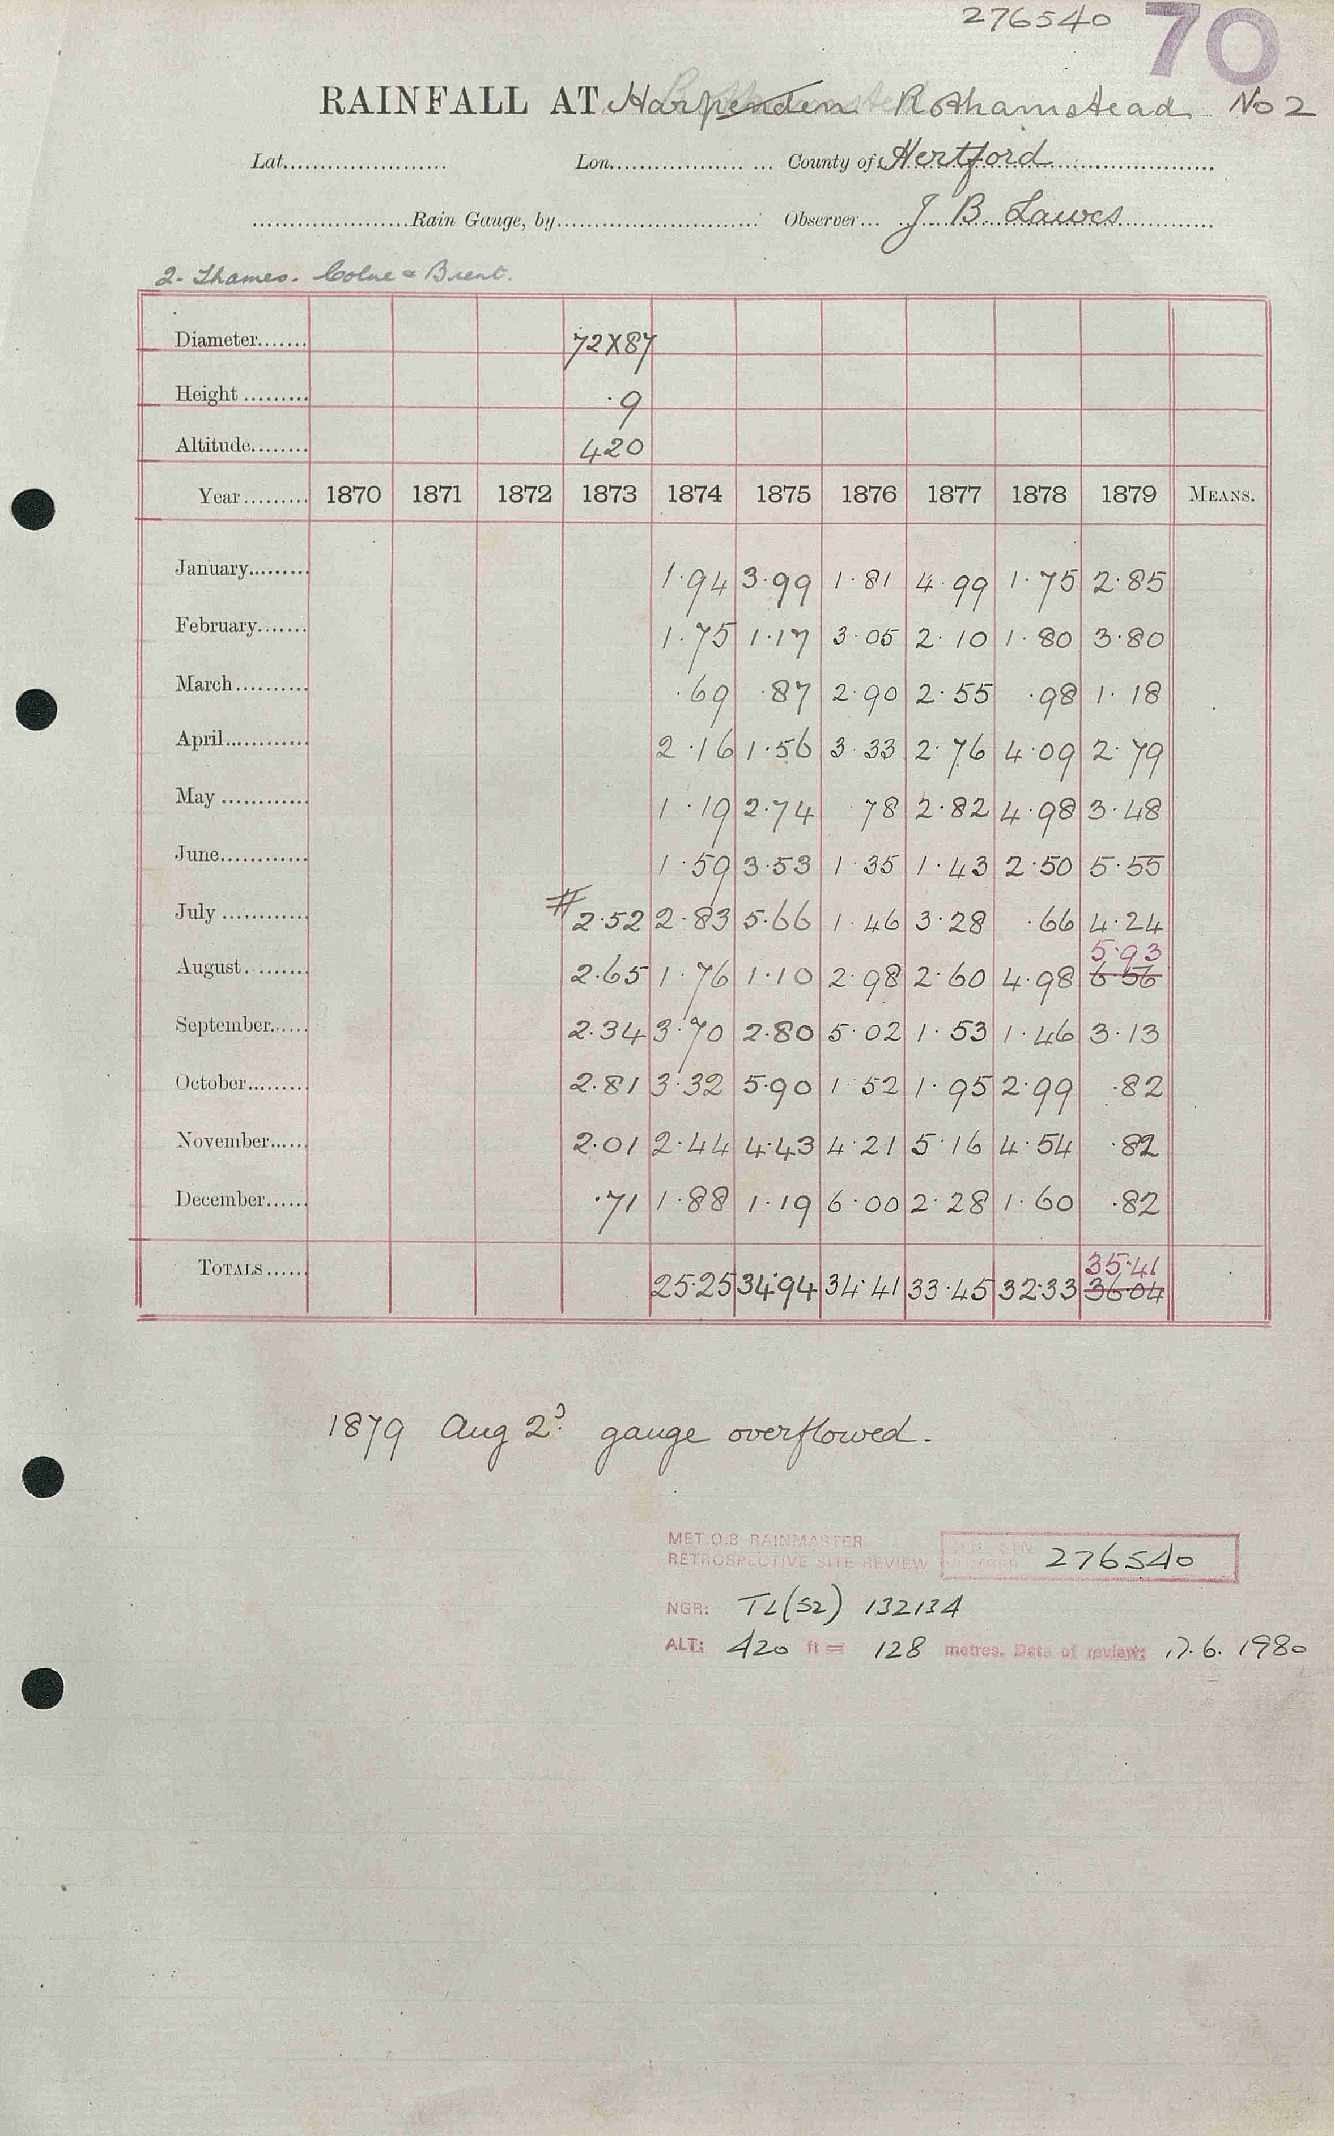 276540 70
RAINFALL AT Harpenden Rothamstead No 2
Lat. Lon. County of Hertford
Rain Gauge, by Observer J B Lawes
2. Thames. Colne & Brent.
Diameter 72X87
Height .9
Altitude 420
Year 1870 1871 1872 1873 1874 1875 1876 1877 1878 1879 MEANS.
January 1.94 3.99 1.81 4.99 1.75 2.85
February 1.75 1.17 3.05 2.10 1.80 3.80
March .69 .87 2.90 2.55 .98 1.18
April 2.16 1.56 3.33 2.76 4.09 2.79
May 1.19 2.74 78 2.82 4.98 3.48
June 1.59 3.53 1.35 1.43 2.50 5.55
July # 2.52 2.83 5.66 1.46 3.28 .66 4.24
5.93
August 2.65 1.76 1.10 2.98 2.60 4.98 6.56
September 2.34 3.70 2.80 5.02 1.53 1.46 3.13
October 2.81 3.32 5.90 1.52 1.95 2.99 .82
November 2.01 2.44 4.43 4.21 5.16 4.54 .82
December .71 1.88 1.19 6.00 2.28 1.60 .82
35.41
TOTALS 25.25 34.94 34.41 33.45 32.33 36.04
1879 Aug 2d gauge overflowed.
MET.O.8 RAINMASTER
RETROSPECTIVE SITE REVIEW 276540
NGR: TL(52) 132134
ALT: 420 ft = 128 metres. Date of review: 17.6.1980